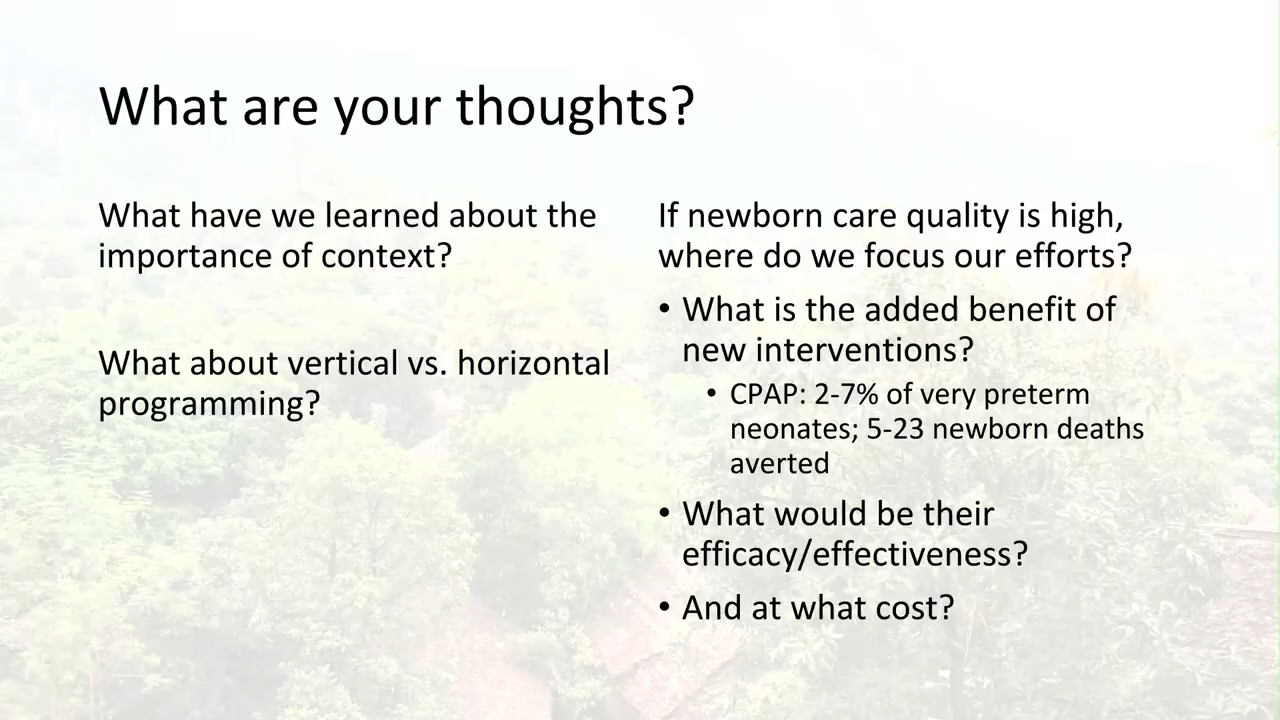 What are your thoughts?
What have we learned about the
importance of context?
What about vertical vs. horizontal
programming?
If newborn care quality is high,
where do we focus our efforts?
• What is the added benefit of
new interventions?
• CPAP: 2-7% of very preterm
neonates; 5-23 newborn deaths
averted
• What would be their
efficacy/effectiveness?
• And at what cost?